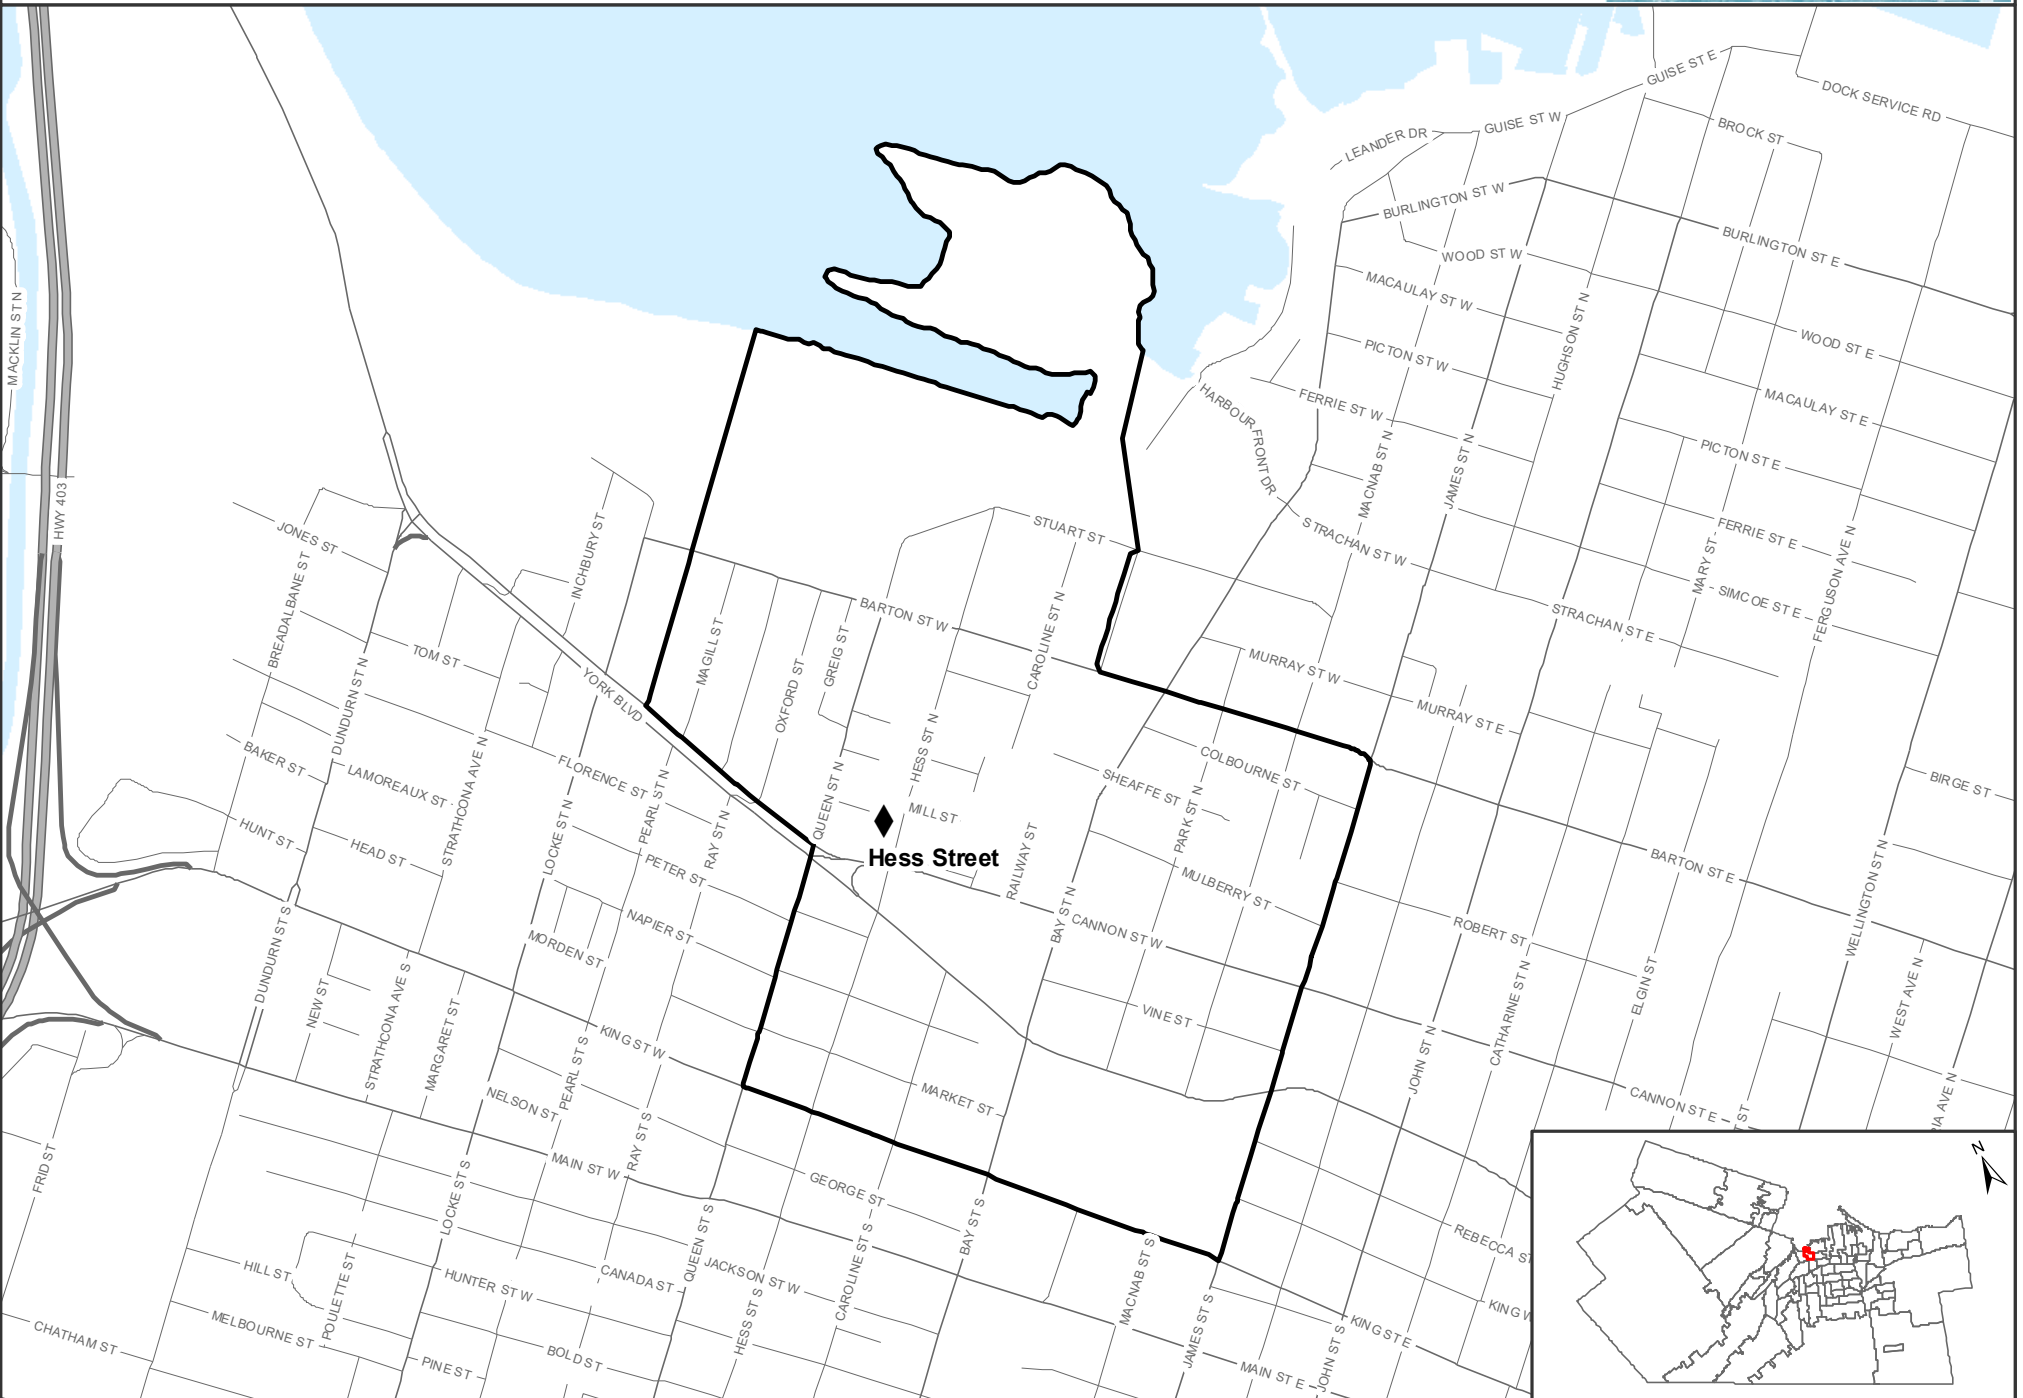 GUISE ST E
DOCK SERVICE RD
BROCK ST
GUISE ST W
LEANDER DR
BURLINGTON ST W
BURLINGTON ST E
WOOD ST W
MACAULAY ST W
WOOD ST E
PICTON ST W
HUGHSON ST N
MACKLIN ST N
MACAULAY ST E
FERRIE ST W
HARBOUR FRONT DR
PICTON ST E
MACNAB ST N
JAMES ST N
HWY 403
STUART ST
STRACHAN ST W
FERRIE ST E
JONES ST
INCHBURY ST
MARY ST
SIMCOE ST E
FERGUSON AVE N
BREADALBANE ST
BARTON ST W
CAROLINE ST N
STRACHAN ST E
TOM ST
MAGILL ST
GREIG ST
MURRAY ST W
YORK BLVD
OXFORD ST
DUNDURN ST N
MURRAY ST E
HESS ST N
BAKER ST
LAMOREAUX ST
STRATHCONA AVE N
FLORENCE ST
COLBOURNE ST
SHEAFFE ST
BIRGE ST
QUEEN ST N
MILL ST
PEARL ST N
RAY ST N
LOCKE ST N
PARK ST N
HUNT ST
HEAD ST
Hess Street
PETER ST
RAILWAY ST
MULBERRY ST
BARTON ST E
WELLINGTON ST N
NAPIER ST
MORDEN ST
BAY ST N
CANNON ST W
ROBERT ST
DUNDURN ST S
NEW ST
STRATHCONA AVE S
MARGARET ST
KING ST W
VINE ST
ELGIN ST
WEST AVE N
CATHARINE ST N
JOHN ST N
NELSON ST
PEARL ST S
MARKET ST
CANNON ST E
ST
RIA AVE N
RAY ST S
MAIN ST W
FRID ST
GEORGE ST
LOCKE ST S
QUEEN ST S
BAY ST S
CAROLINE ST S
MACNAB ST S
REBECCA ST
N
HILL ST
POULETTE ST
HUNTER ST W
CANADA ST
JACKSON ST W
KING W
CHATHAM ST
MELBOURNE ST
PINE ST
BOLD ST
HESS ST S
JAMES ST S
KING ST E
MAIN ST E
JOHN ST S